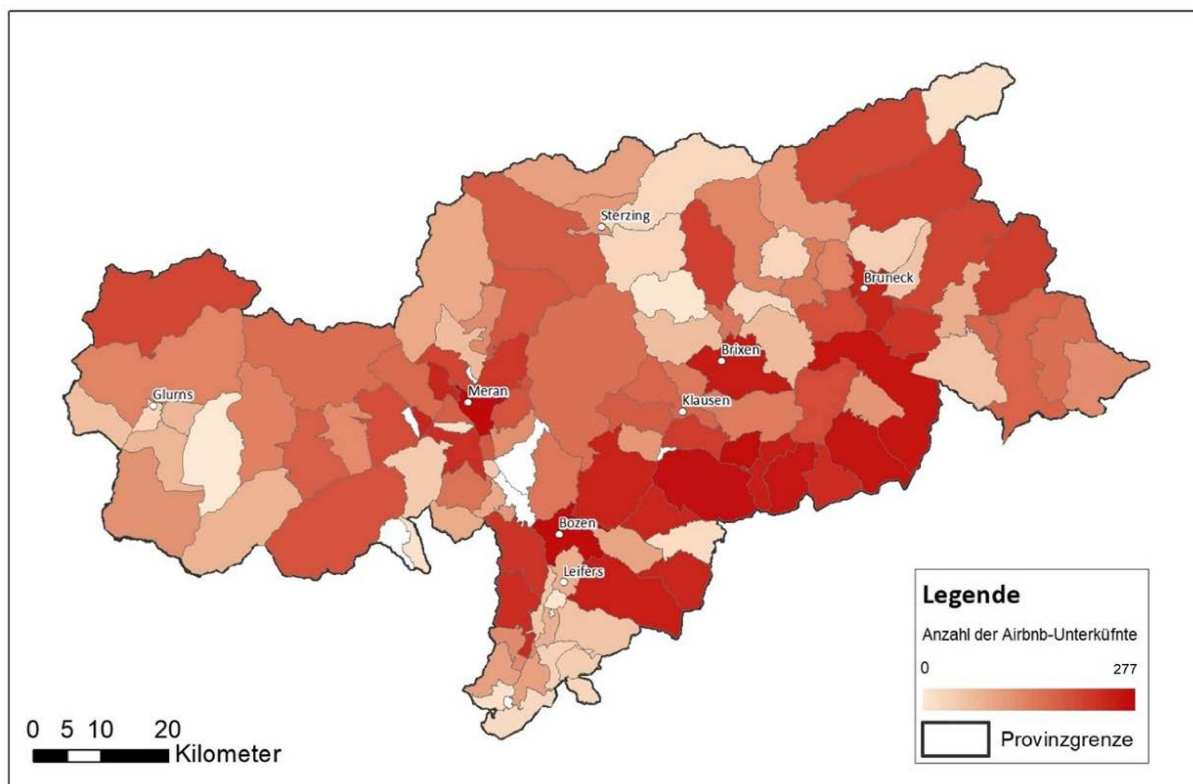 Sterzing
Bruneck
Brixen
Glurns
Meran
Klausen
Bozen
Leifers
Legende
Anzahl der Airbnb-Unterküfnte
0 277
Provinzgrenze
0 5 10 20
Kilometer